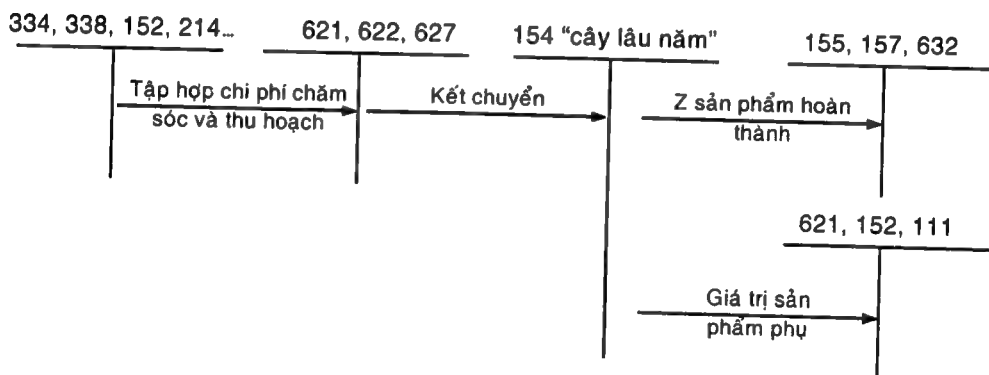 334, 338, 152, 214...
621, 622, 627
154 "cây lâu năm"
155, 157, 632
Tập hợp chi phí chăm
sóc và thu hoạch
Kết chuyển
Z sản phẩm hoàn
thành
621, 152, 111
Giá trị sản
phẩm phụ